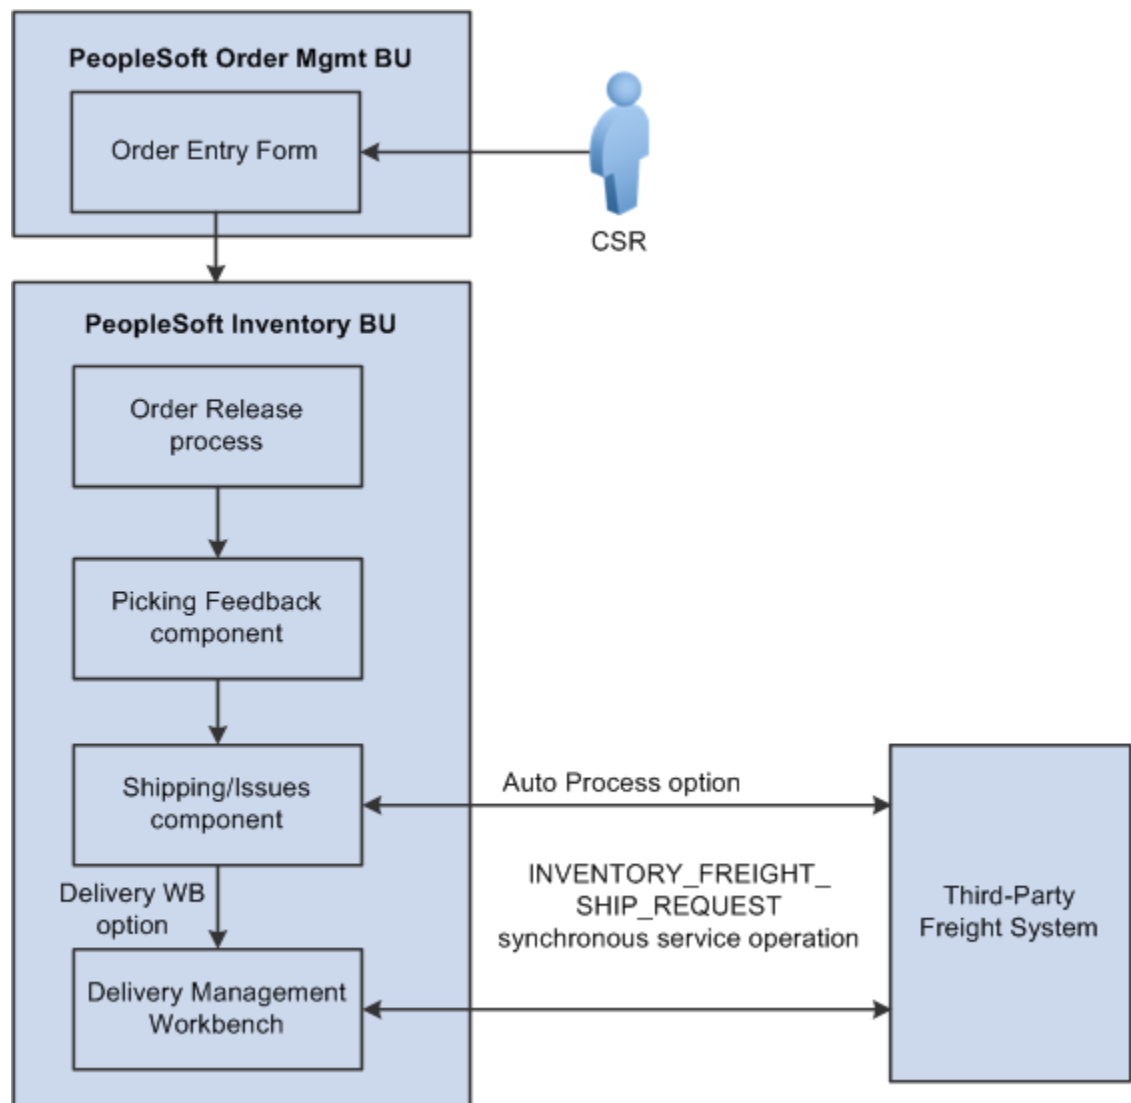 PeopleSoft Order Mgmt BU
Order Entry Form
CSR
PeopleSoft Inventory BU
Order Release
process
Picking Feedback
component
Shipping/Issues
component
Auto Process option
Delivery WB
option
INVENTORY_FREIGHT_
SHIP_REQUEST
synchronous service operation
Third-Party
Freight System
Delivery Management
Workbench